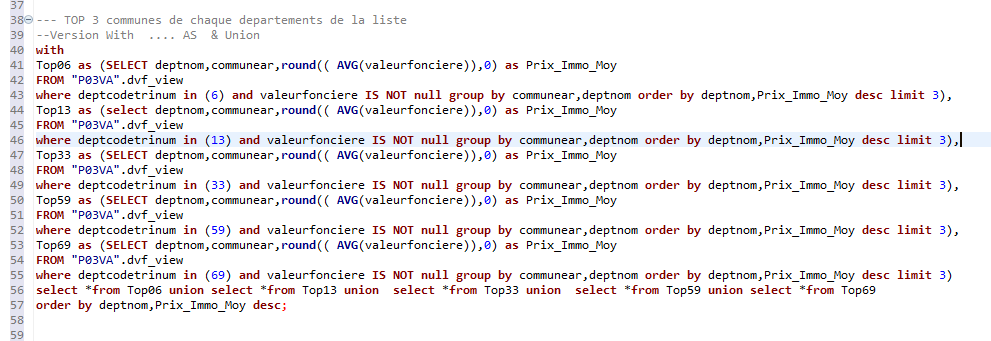 37
38 --- TOP 3 communes de chaque departements de la liste
39 --Version With  .... AS  & Union
40 with
41 Top06 as (SELECT deptnom,communear,round(( AVG(valeurfonciere)),0) as Prix_Immo_Moy
42 FROM "P03VA".dvf_view
43 where deptcodetrinum in (6) and valeurfonciere IS NOT null group by communear,deptnom order by deptnom,Prix_Immo_Moy desc limit 3),
44 Top13 as (select deptnom,communear,round(( AVG(valeurfonciere)),0) as Prix_Immo_Moy
45 FROM "P03VA".dvf_view
46 where deptcodetrinum in (13) and valeurfonciere IS NOT null group by communear,deptnom order by deptnom,Prix_Immo_Moy desc limit 3),
47 Top33 as (SELECT deptnom,communear,round(( AVG(valeurfonciere)),0) as Prix_Immo_Moy
48 FROM "P03VA".dvf_view
49 where deptcodetrinum in (33) and valeurfonciere IS NOT null group by communear,deptnom order by deptnom,Prix_Immo_Moy desc limit 3),
50 Top59 as (SELECT deptnom,communear,round(( AVG(valeurfonciere)),0) as Prix_Immo_Moy
51 FROM "P03VA".dvf_view
52 where deptcodetrinum in (59) and valeurfonciere IS NOT null group by communear,deptnom order by deptnom,Prix_Immo_Moy desc limit 3),
53 Top69 as (SELECT deptnom,communear,round(( AVG(valeurfonciere)),0) as Prix_Immo_Moy
54 FROM "P03VA".dvf_view
55 where deptcodetrinum in (69) and valeurfonciere IS NOT null group by communear,deptnom order by deptnom,Prix_Immo_Moy desc limit 3)
56 select *from Top06 union select *from Top13 union  select *from Top33 union  select *from Top59 union select *from Top69
57 order by deptnom,Prix_Immo_Moy desc;
58
59